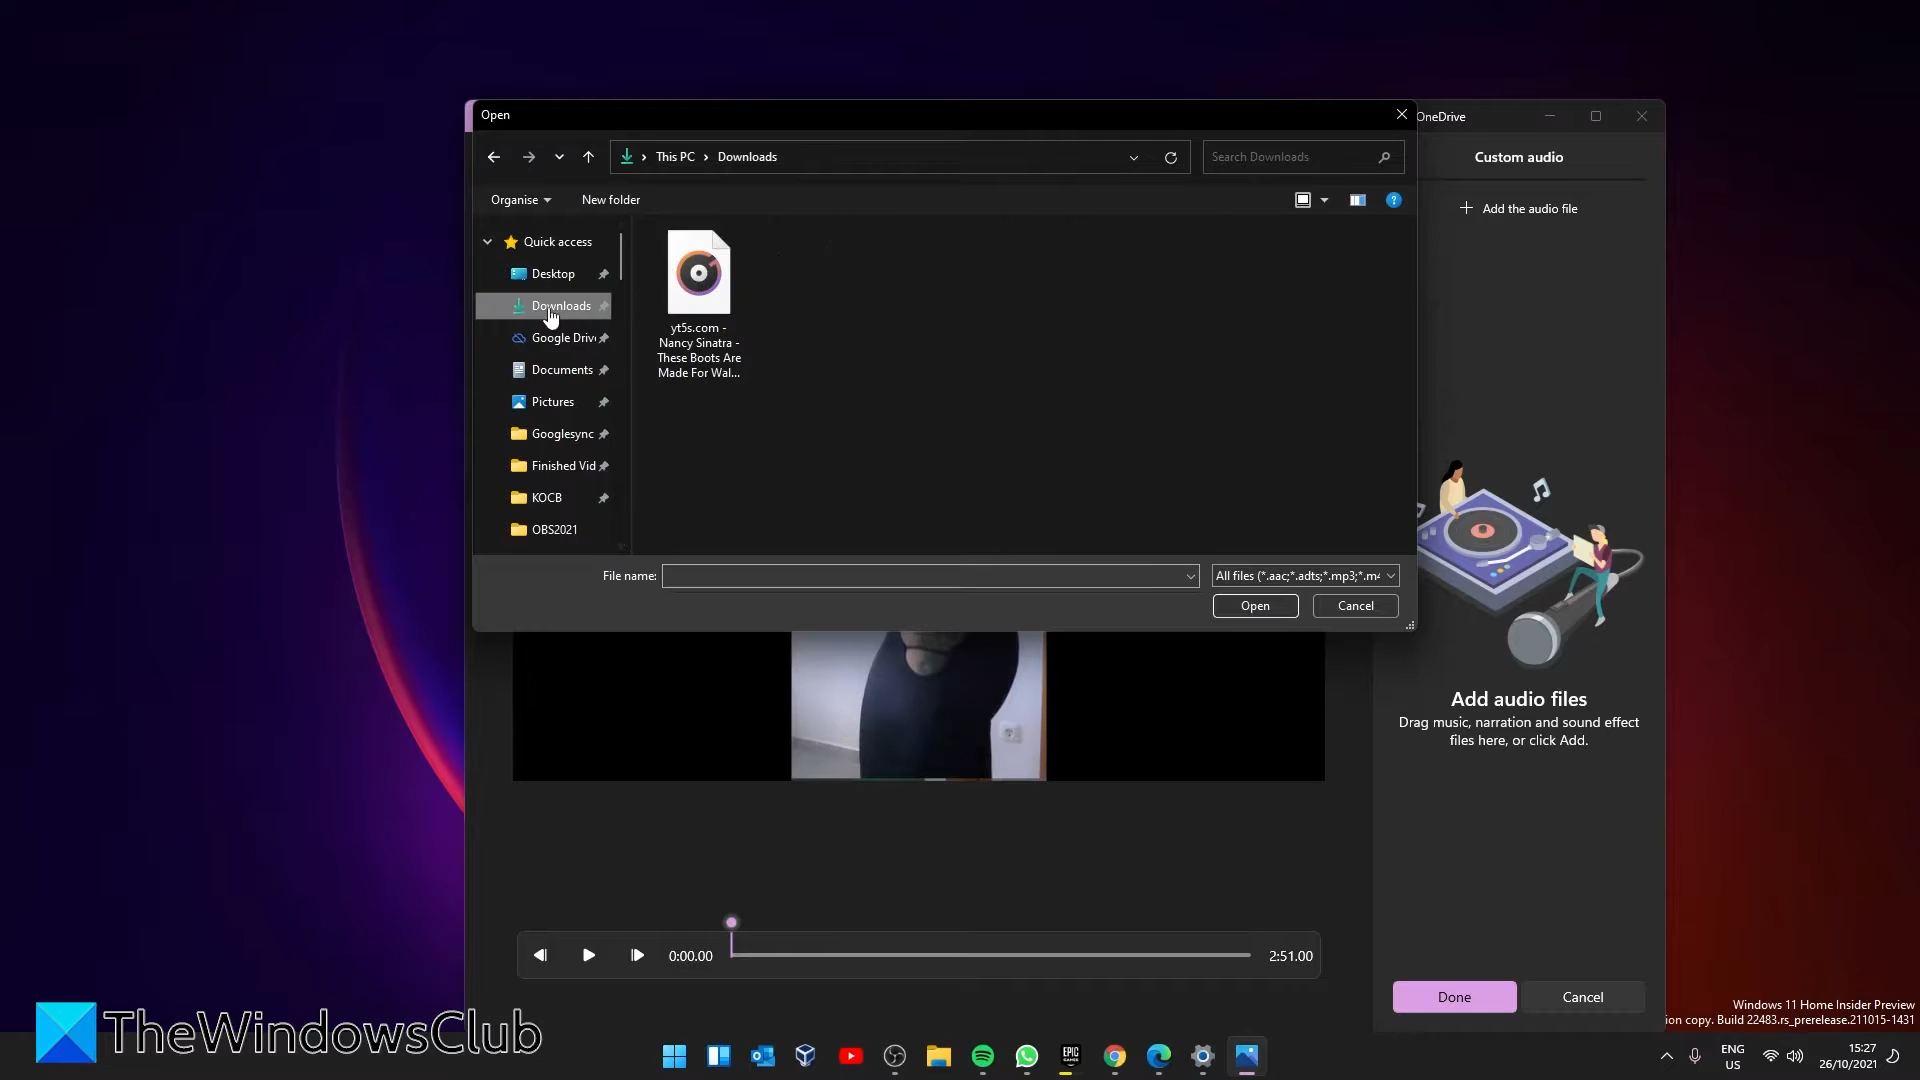 Open
OneDrive
This PC
Downloads
Search Downloads
Custom audio
Organise
New folder
Add the audio file
Quick access
Desktop
Downloads
Google Driv
Documents
Pictures
Googlesync
Finished Vid
KOCB
OBS2021
yt5s.com -
Nancy Sinatra -
These Boots Are
Made For Wal...
File name:
All files (*.aac;*.adts;*.mp3;*.m4
Open
Cancel
Add audio files
Drag music, narration and sound effect
files here, or click Add.
0:00.00
2:51.00
Done
Cancel
Windows 11 Home Insider Preview
ion copy. Build 22483.rs_prerelease.211015-1431
TheWindowsClub
EPIC
GAMES
ENG
US
15:27
26/10/2021